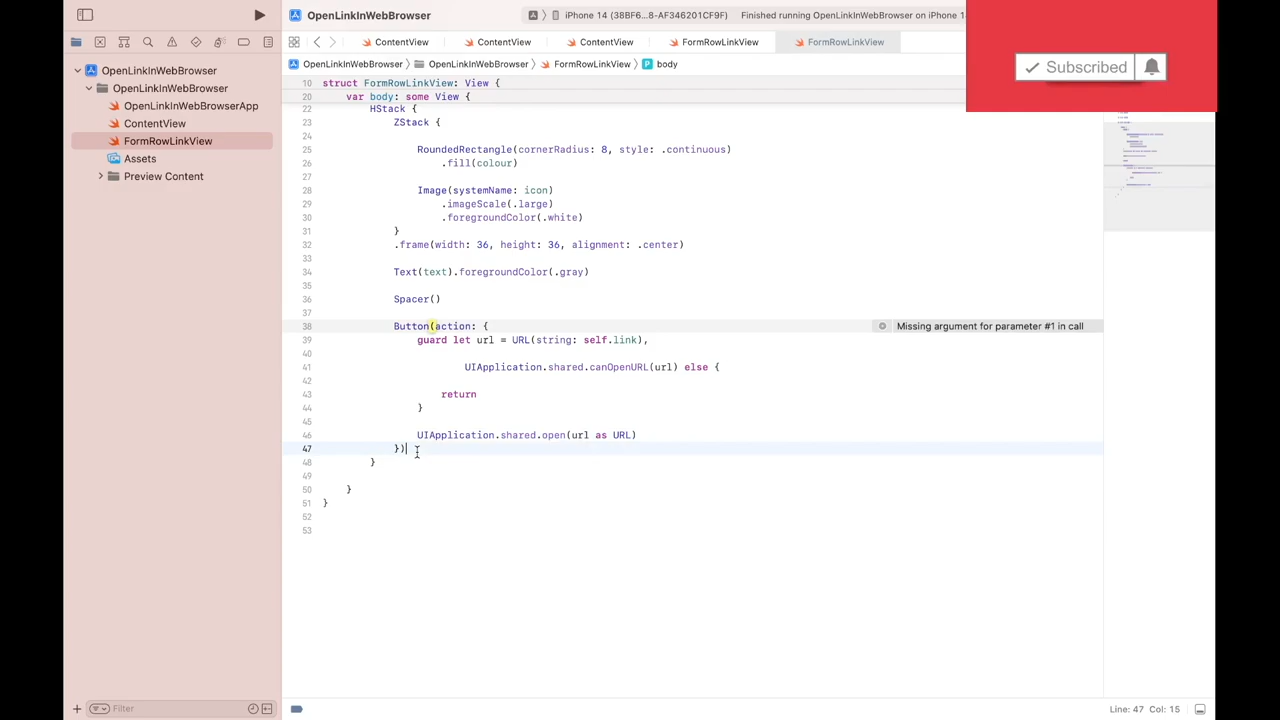 OpenLinkInWebBrowser
iPhone 14 (38BF6...8-AF346201CF9F)
Finished running OpenLinkInWebBrowser on iPhone 1
Subscribed
ContentView
ContentView
ContentView
FormRowLinkView
FormRowLinkView
OpenLinkInWebBrowser
OpenLinkInWebBrowser
FormRowLinkView
body
OpenLinkInWebBrowser
OpenLinkInWebBrowser
OpenLinkInWebBrowserApp
ContentView
FormRowLinkView
Assets
Preview Content
10 struct FormRowLinkView: View {
20 var body: some View {
22 HStack {
23 ZStack {
24
25 RoundedRectangle(cornerRadius: 8, style: .continuous)
26 .fill(colour)
27
28 Image(systemName: icon)
29 .imageScale(.large)
30 .foregroundColor(.white)
31 }
32 .frame(width: 36, height: 36, alignment: .center)
33
34 Text(text).foregroundColor(.gray)
35
36 Spacer()
37
38 Button(action: {
Missing argument for parameter #1 in call
39 guard let url = URL(string: self.link),
40
41 UIApplication.shared.canOpenURL(url) else {
42
43 return
44 }
45
46 UIApplication.shared.open(url as URL)
47 })
48 }
49
50 }
51 }
52
53
Filter
Line: 47 Col: 15